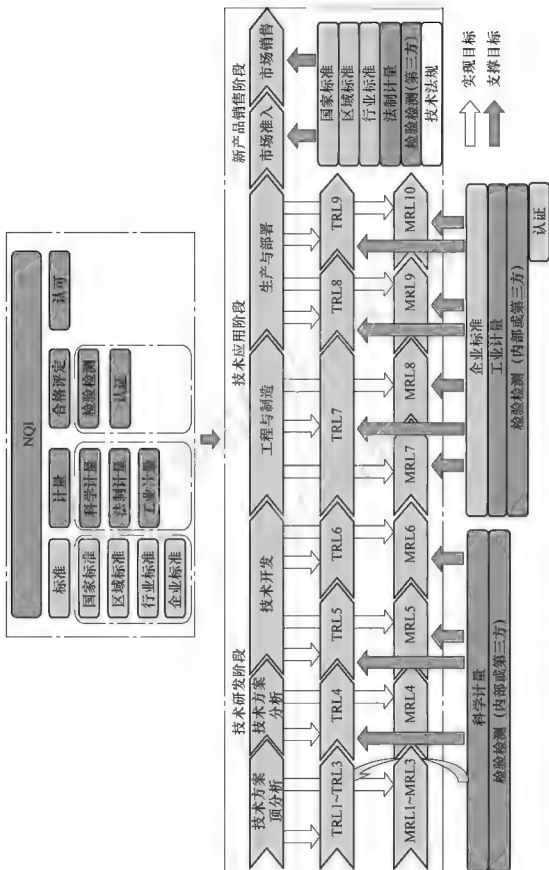 NQI
标准
计量
合格评定
认可
国家标准
科学计量
检验检测
区域标准
法制计量
认证
行业标准
工业计量
企业标准
技术研发阶段
技术应用阶段
新产品销售阶段
技术方案
顶分析
技术方案
分析
技术开发
工程与制造
生产与部署
市场准入
市场销售
TRL1~TRL3
TRL4
TRL5
TRL6
TRL7
TRL8
TRL9
MRL1~MRL3
MRL4
MRL5
MRL6
MRL7
MRL8
MRL9
MRL10
国家标准
区域标准
行业标准
法制计量
检验检测(第三方)
技术法规
科学计量
检验检测(内部或第三方)
企业标准
工业计量
检验检测(内部或第三方)
认证
实现目标
支撑目标